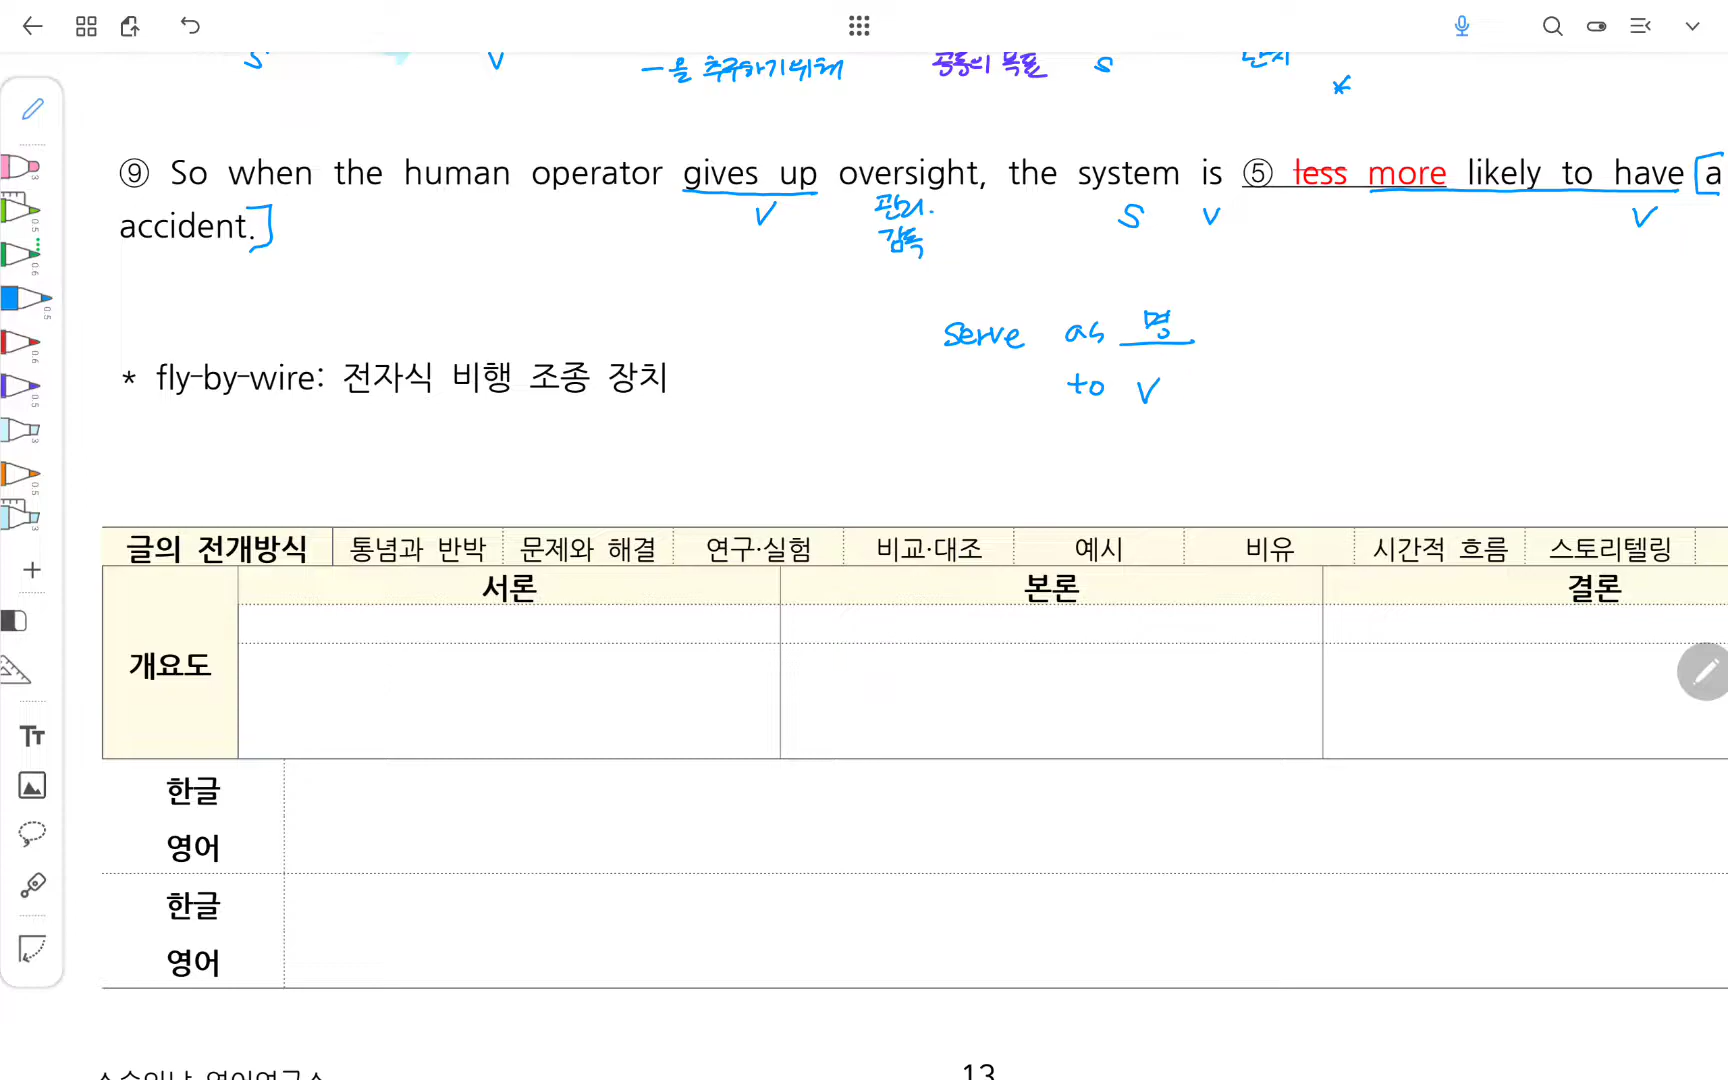 S V ~을 추구하기위해 공동의 목표 S
*
⑨ So when the human operator gives up oversight, the system is ⑤ less more likely to have a
V 관리. S V V
감독
accident.
serve as 명
to V
* fly-by-wire: 전자식 비행 조종 장치
글의 전개방식 통념과 반박 문제와 해결 연구·실험 비교·대조 예시 비유 시간적 흐름 스토리텔링
서론 본론 결론
개요도
한글
영어
한글
영어
13